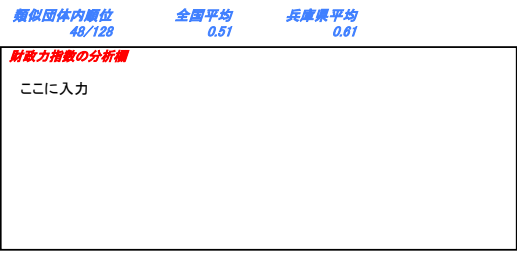 類似団体内順位 全国平均 兵庫県平均
48/128 0.51 0.61
財政力指数の分析欄
ここに入力